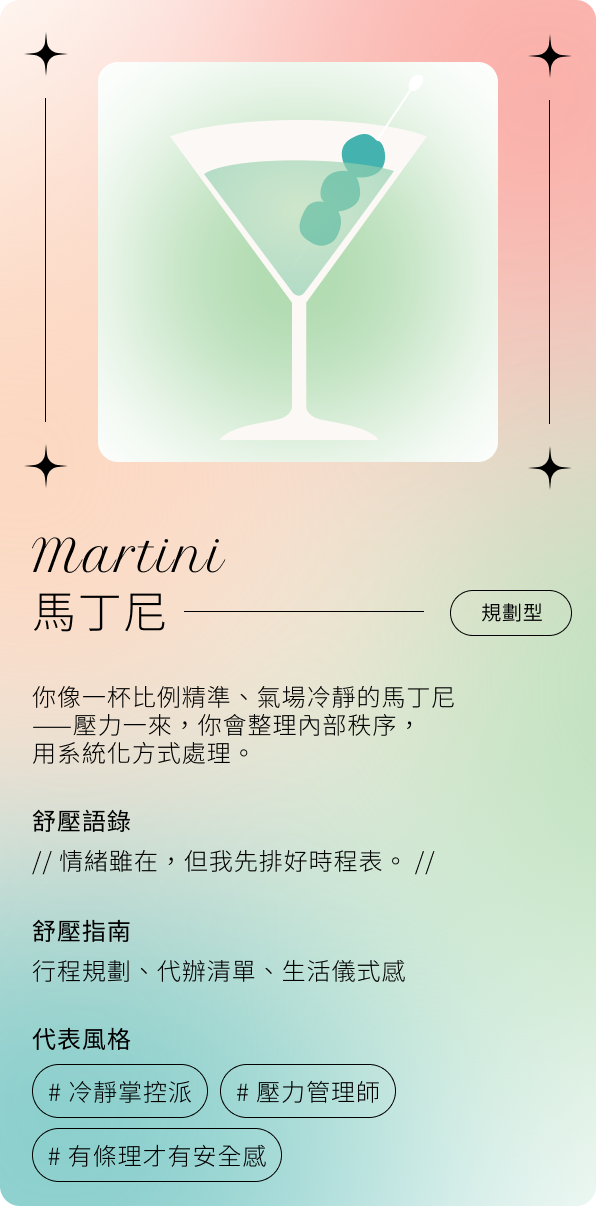 Martini
馬丁尼
規劃型
你像一杯比例精準、氣場冷靜的馬丁尼
——壓力一來，你會整理內部秩序，
用系統化方式處理。
舒壓語錄
// 情緒雖在，但我先排好時程表。 //
舒壓指南
行程規劃、代辦清單、生活儀式感
代表風格
# 冷靜掌控派
# 壓力管理師
# 有條理才有安全感